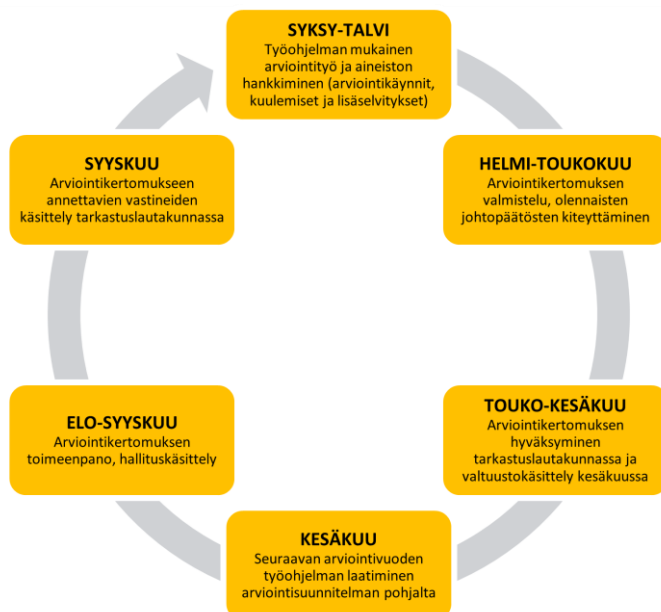 SYKSY-TALVI
Työohjelman mukainen
arviointityö ja aineiston
hankkiminen (arviointikäynnit,
kuulemiset ja lisäselvitykset)
HELMI-TOUKOKUU
Arviointikertomuksen
valmistelu, olennaisten
johtopäätösten kiteyttäminen
TOUKO-KESÄKUU
Arviointikertomuksen
hyväksyminen
tarkastuslautakunnassa ja
valtuustokäsittely kesäkuussa
KESÄKUU
Seuraavan arviointivuoden
työohjelman laatiminen
arviointisuunnitelman pohjalta
ELO-SYYSKUU
Arviointikertomuksen
toimeenpano, hallituskäsittely
SYYSKUU
Arviointikertomukseen
annettavien vastineiden
käsittely tarkastuslautakunnassa